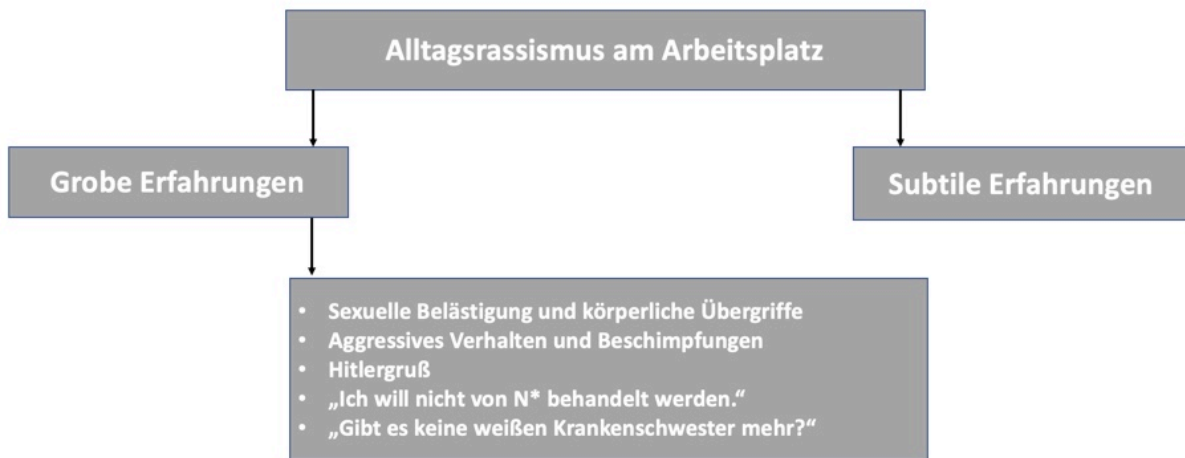 Alltagsrassismus am Arbeitsplatz
Grobe Erfahrungen
Subtile Erfahrungen
• Sexuelle Belästigung und körperliche Übergriffe
• Aggressives Verhalten und Beschimpfungen
• Hitlergruß
• „Ich will nicht von N* behandelt werden.“
• „Gibt es keine weißen Krankenschwester mehr?“